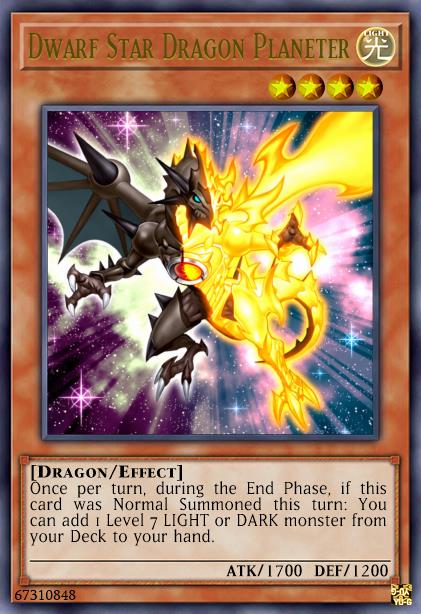 Dwarf Star Dragon Planeter
LIGHT
光
[Dragon/Effect]
Once per turn, during the End Phase, if this
card was Normal Summoned this turn: You
can add 1 Level 7 LIGHT or DARK monster from
your Deck to your hand.
ATK/1700 DEF/1200
67310848